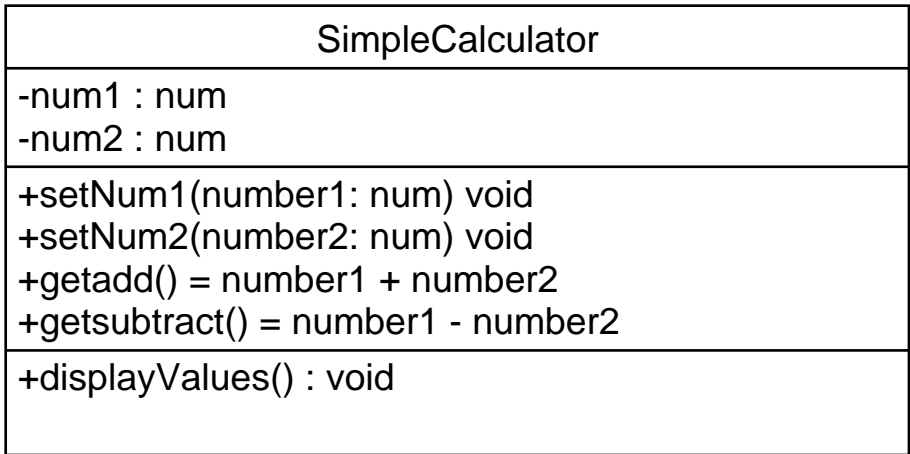 SimpleCalculator
-num1 : num
-num2 : num
+setNum1(number1: num) void
+setNum2(number2: num) void
+getadd() = number1 + number2
+getsubtract() = number1 - number2
+displayValues() : void